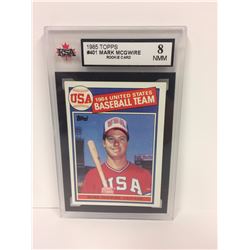 KSA
1985 TOPPS
#401 MARK MCGWIRE
ROOKIE CARD
8
NMM
USA
1984 UNITED STATES
BASEBALL TEAM
Topps
USA